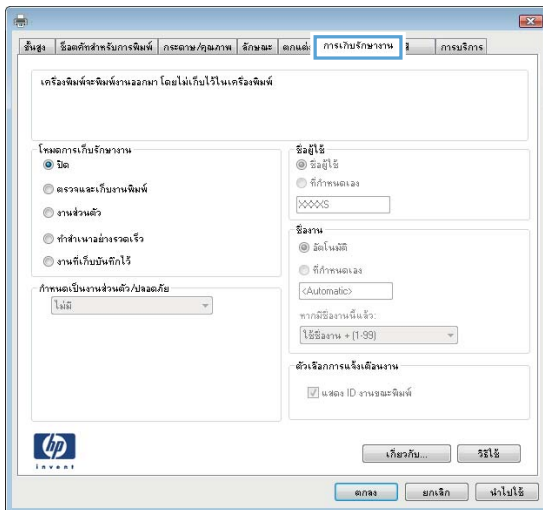 ขั้นสูง ช็อตคัทสำหรับการพิมพ์ กระดาษ/คุณภาพ ลักษณะ ตกแต่ง การเก็บรักษางาน สี การบริการ
เครื่องพิมพ์จะพิมพ์งานออกมา โดยไม่เก็บไว้ในเครื่องพิมพ์
โหมดการเก็บรักษางาน
ปิด
ตรวจและเก็บงานพิมพ์
งานส่วนตัว
ทำสำเนาอย่างรวดเร็ว
งานที่เก็บบันทึกไว้
กำหนดเป็นงานส่วนตัว/ปลอดภัย
ไม่มี
ชื่อผู้ใช้
ชื่อผู้ใช้
ที่กำหนดเอง
XXXXS
ชื่องาน
อัตโนมัติ
ที่กำหนดเอง
<Automatic>
หากมีชื่องานนี้แล้ว:
ใช้ชื่องาน + (1-99)
ตัวเลือกการแจ้งเตือนงาน
แสดง ID งานขณะพิมพ์
hp
invent
เกี่ยวกับ... วิธีใช้
ตกลง ยกเลิก นำไปใช้